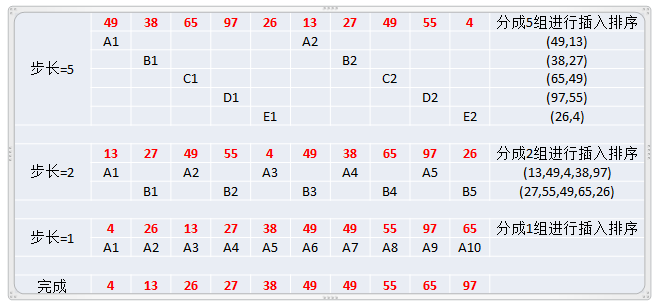 49 38 65 97 26 13 27 49 55 4 分成5组进行插入排序
A1 A2 (49,13)
B1 B2 (38,27)
步长=5 C1 C2 (65,49)
D1 D2 (97,55)
E1 E2 (26,4)
13 27 49 55 4 49 38 65 97 26 分成2组进行插入排序
步长=2 A1 A2 A3 A4 A5 (13,49,4,38,97)
B1 B2 B3 B4 B5 (27,55,49,65,26)
4 26 13 27 38 49 49 55 97 65 分成1组进行插入排序
步长=1 A1 A2 A3 A4 A5 A6 A7 A8 A9 A10
完成 4 13 26 27 38 49 49 55 65 97